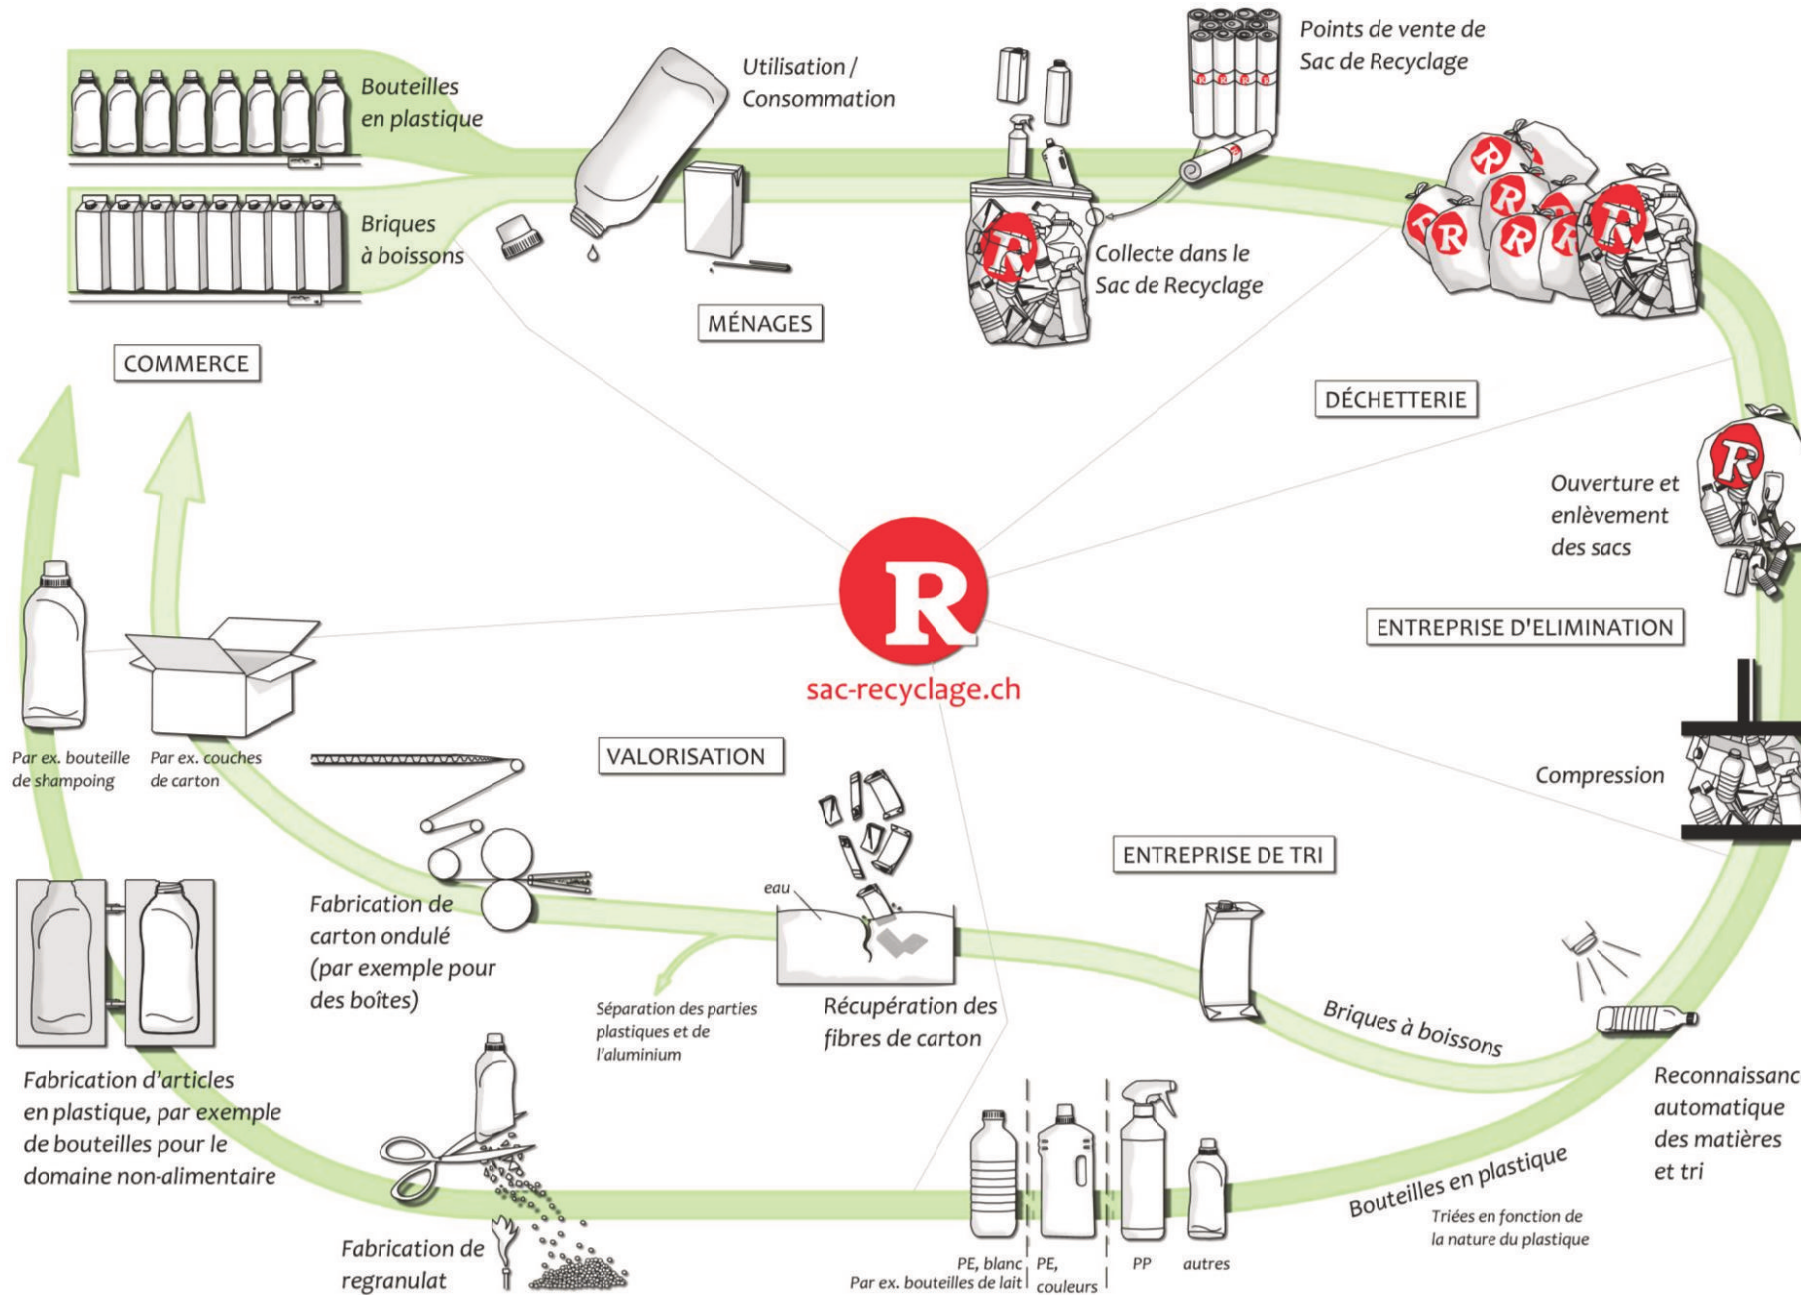 Bouteilles
en plastique
Briques
à boissons
COMMERCE
Utilisation /
Consommation
MÉNAGES
Points de vente de
Sac de Recyclage
Collecte dans le
Sac de Recyclage
R
R
R
R
R
R
R
DÉCHETTERIE
R
Ouverture et
enlèvement
des sacs
ENTREPRISE D'ELIMINATION
Compression
R
sac-recyclage.ch
ENTREPRISE DE TRI
Reconnaissanc
automatique
des matières
et tri
Briques à boissons
Bouteilles en plastique
Triées en fonction de
la nature du plastique
PE, blanc
Par ex. bouteilles de lait
PE,
couleurs
PP
autres
VALORISATION
eau
Récupération des
fibres de carton
Séparation des parties
plastiques et de
l'aluminium
Fabrication de
carton ondulé
(par exemple pour
des boîtes)
Fabrication de
regranulat
Fabrication d'articles
en plastique, par exemple
de bouteilles pour le
domaine non-alimentaire
Par ex. bouteille
de shampoing
Par ex. couches
de carton